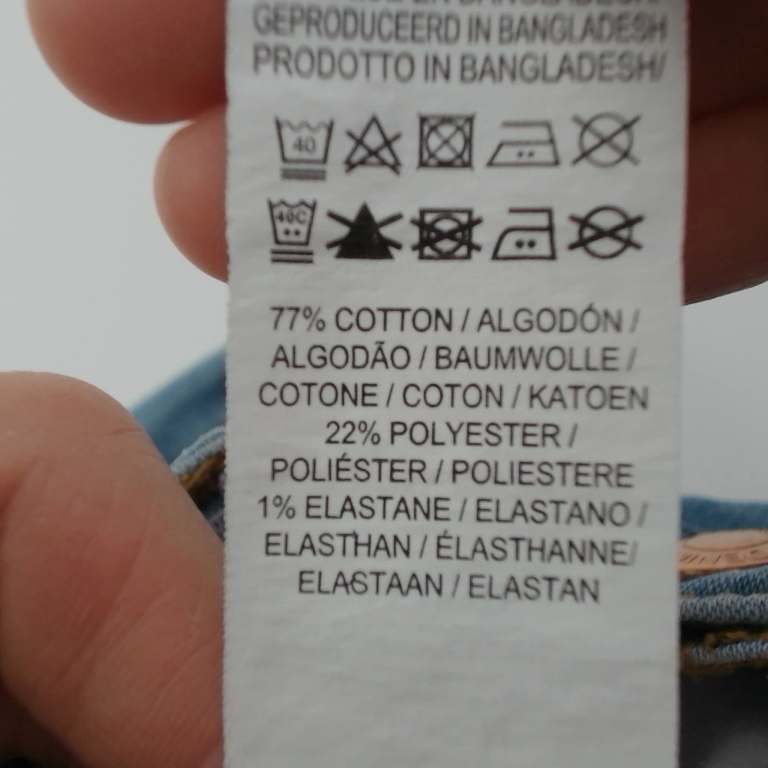 GEPRODUCEERD IN BANGLADESH
PRODOTTO IN BANGLADESH/
40
40C
77% COTTON / ALGODÓN /
ALGODÃO / BAUMWOLLE /
COTONE / COTON / KATOEN
22% POLYESTER /
POLIÉSTER / POLIESTERE
1% ELASTANE / ELASTANO /
ELASTHAN / ÉLASTHANNE/
ELASTAAN / ELASTAN